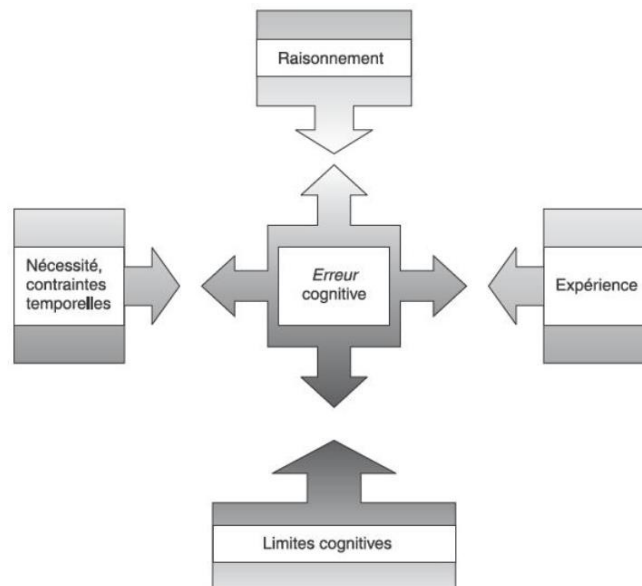 Raisonnement
Nécessité,
contraintes
temporelles
Erreur
cognitive
Expérience
Limites cognitives